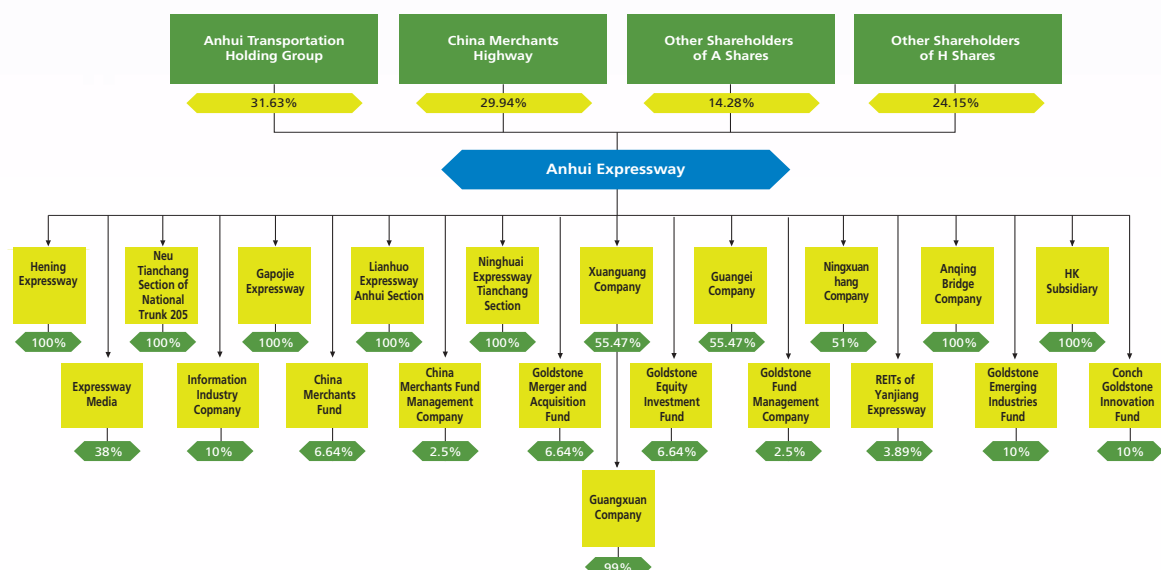 Anhui Transportation
Holding Group
China Merchants
Highway
Other Shareholders
of A Shares
Other Shareholders
of H Shares
31.63%
29.94%
14.28%
24.15%
Anhui Expressway
Hening
Expressway
Neu
Tianchang
Section of
National
Trunk 205
Gapojie
Expressway
Lianhuo
Expressway
Anhui Section
Ninghuai
Expressway
Tianchang
Section
Xuanguang
Company
Guangei
Company
Ningxuan
hang
Company
Anqing
Bridge
Company
HK
Subsidiary
100%
100%
100%
100%
100%
55.47%
55.47%
51%
100%
100%
Expressway
Media
Information
Industry
Copmany
China
Merchants
Fund
China
Merchants Fund
Management
Company
Goldstone
Merger and
Acquisition
Fund
Goldstone
Equity
Investment
Fund
Goldstone
Fund
Management
Company
REITs of
Yanjiang
Expressway
Goldstone
Emerging
Industries
Fund
Conch
Goldstone
Innovation
Fund
38%
10%
6.64%
2.5%
6.64%
6.64%
2.5%
3.89%
10%
10%
Guangxuan
Company
99%